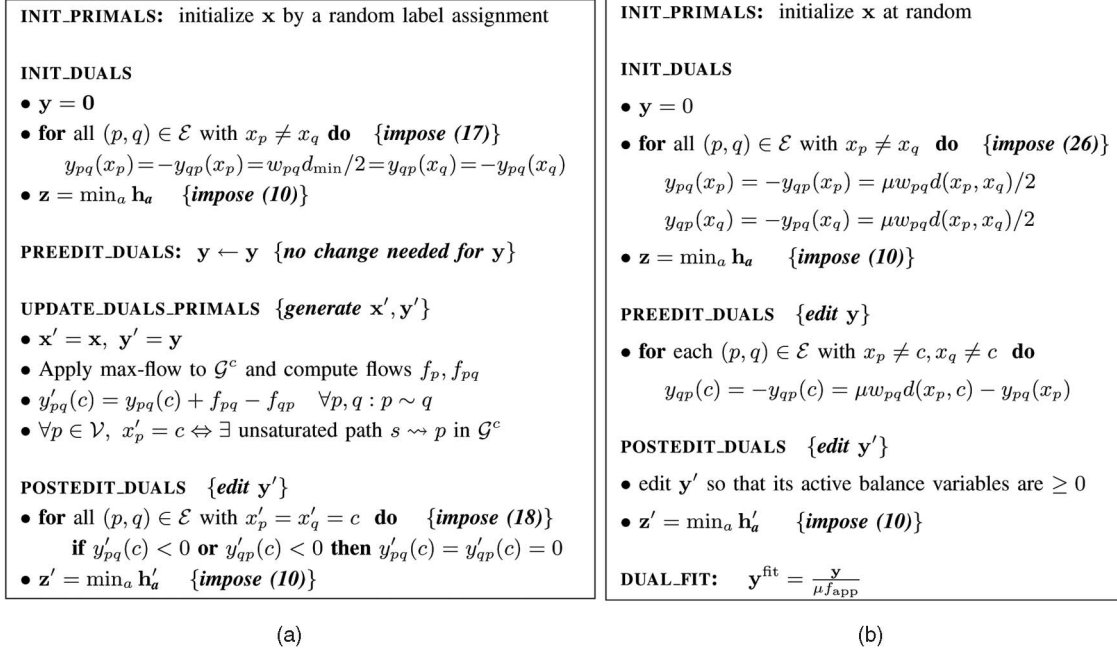 INIT_PRIMALS: initialize x by a random label assignment
INIT_DUALS
• y = 0
• for all (p, q) ∈ ℰ with x_p ≠ x_q do {impose (17)}
y_pq(x_p)=−y_qp(x_p)=w_pq d_min/2=y_qp(x_q)=−y_pq(x_q)
• z = min_a h_a {impose (10)}
PREEDIT_DUALS: y ← y {no change needed for y}
UPDATE_DUALS_PRIMALS {generate x′, y′}
• x′ = x, y′ = y
• Apply max-flow to 𝒢^c and compute flows f_p, f_pq
• y′_pq(c) = y_pq(c) + f_pq − f_qp ∀p, q : p ∼ q
• ∀p ∈ 𝒱, x′_p = c ⇔ ∃ unsaturated path s ⇝ p in 𝒢^c
POSTEDIT_DUALS {edit y′}
• for all (p, q) ∈ ℰ with x′_p = x′_q = c do {impose (18)}
if y′_pq(c) < 0 or y′_qp(c) < 0 then y′_pq(c) = y′_qp(c) = 0
• z′ = min_a h′_a {impose (10)}
(a)
INIT_PRIMALS: initialize x at random
INIT_DUALS
• y = 0
• for all (p, q) ∈ ℰ with x_p ≠ x_q do {impose (26)}
y_pq(x_p) = −y_qp(x_p) = μw_pq d(x_p, x_q)/2
y_qp(x_q) = −y_pq(x_q) = μw_pq d(x_p, x_q)/2
• z = min_a h_a {impose (10)}
PREEDIT_DUALS {edit y}
• for each (p, q) ∈ ℰ with x_p ≠ c, x_q ≠ c do
y_qp(c) = −y_qp(c) = μw_pq d(x_p, c) − y_pq(x_p)
POSTEDIT_DUALS {edit y′}
• edit y′ so that its active balance variables are ≥ 0
• z′ = min_a h′_a {impose (10)}
DUAL_FIT: y^fit = y/(μf_app)
(b)